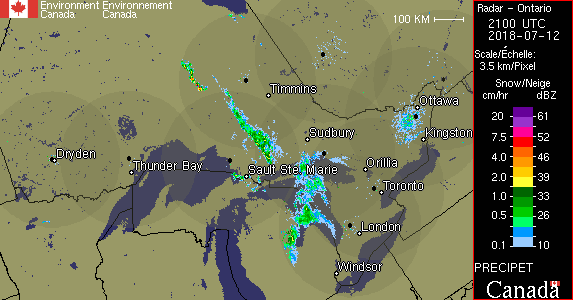 Environment Environnement
Canada Canada
100 KM
Timmins
Ottawa
Sudbury
Kingston
Dryden
Thunder Bay
Sault Ste. Marie
Orillia
Toronto
London
Windsor
Radar - Ontario
2100 UTC
2018-07-12
Scale/Échelle:
3.5 km/Pixel
Snow/Neige
cm/hr dBZ
20 61
7.5 52
4.0 46
2.0 39
1.0 35
0.5 26
0.1 10
PRECIPET
Canada